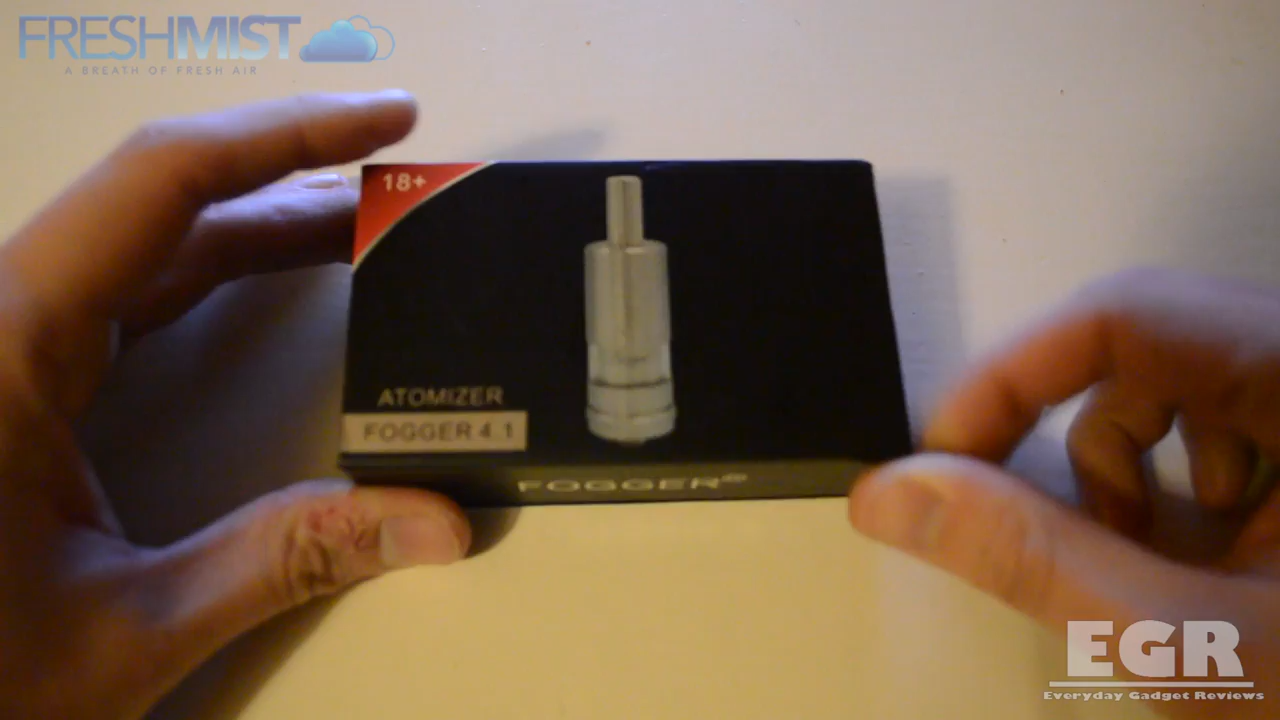 FRESHMIST
A BREATH OF FRESH AIR
18+
ATOMIZER
FOGGER 4.1
FOGGER
EGR
Everyday Gadget Reviews